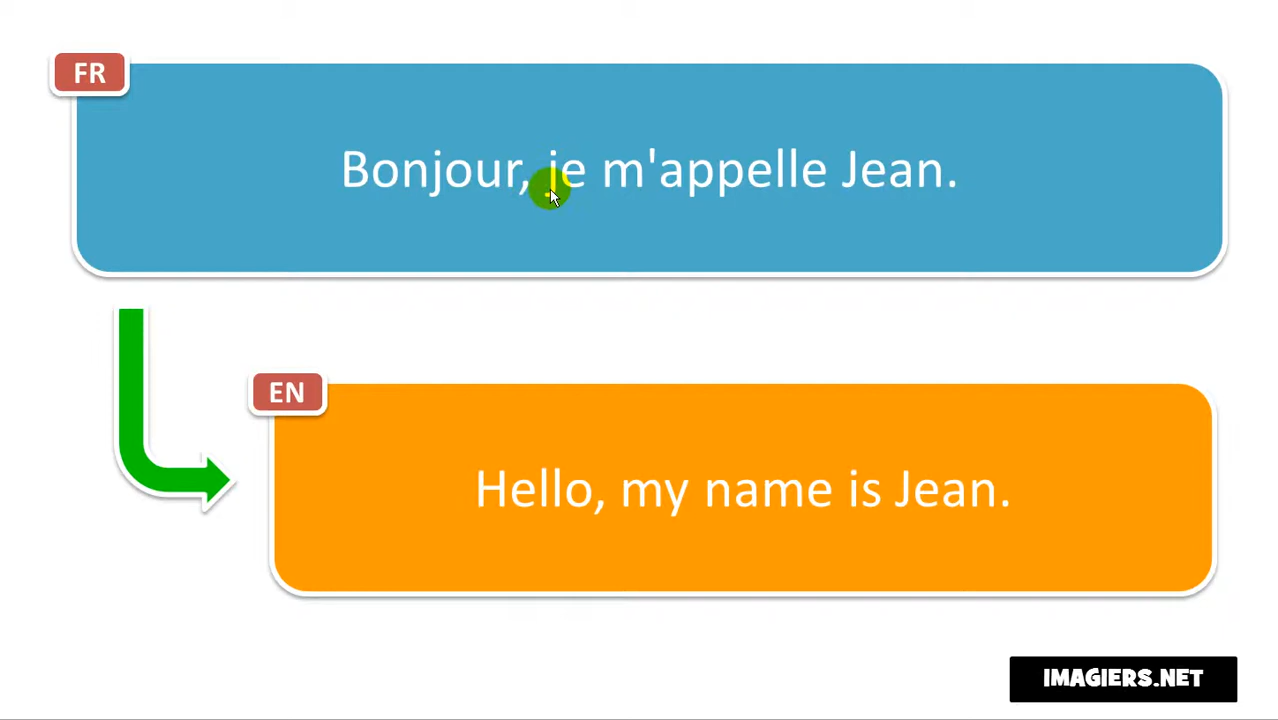 FR
Bonjour, je m'appelle Jean.
EN
Hello, my name is Jean.
IMAGIERS.NET